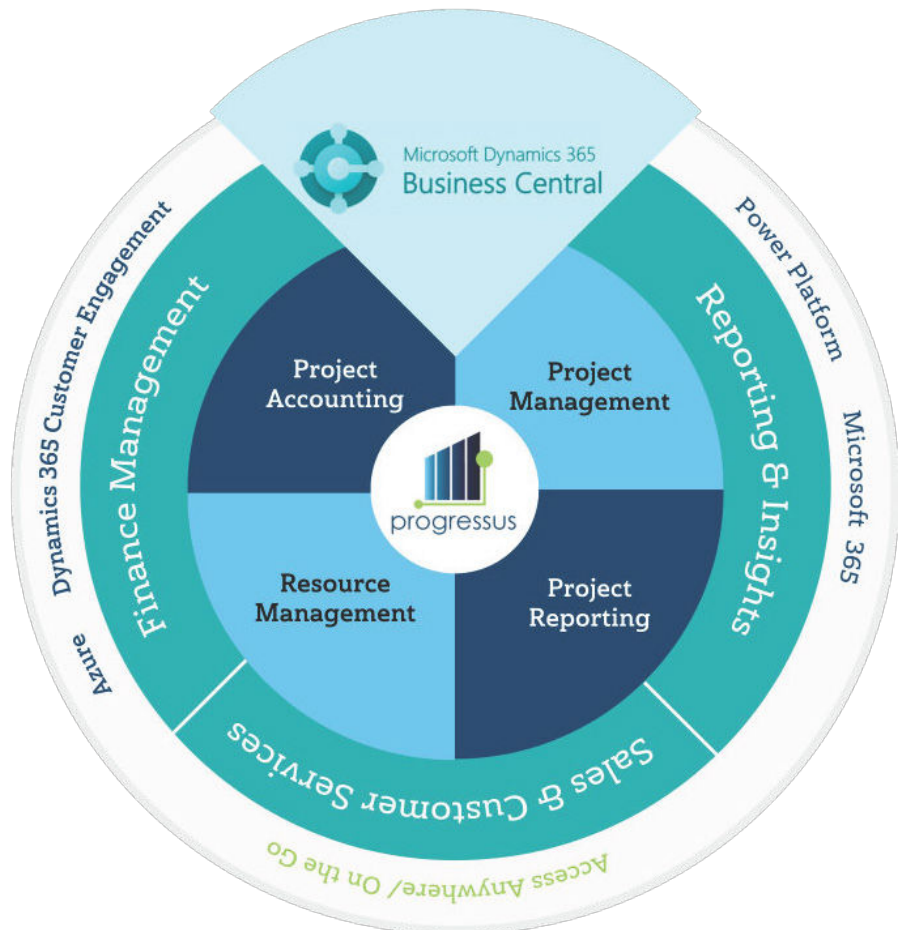 Microsoft Dynamics 365
Business Central
Dynamics 365 Customer Engagement
Power Platform
Finance Management
Reporting & Insights
Microsoft 365
Project
Accounting
Project
Management
progressus
Resource
Management
Project
Reporting
Azure
Sales & Customer Services
Access Anywhere/ On the Go